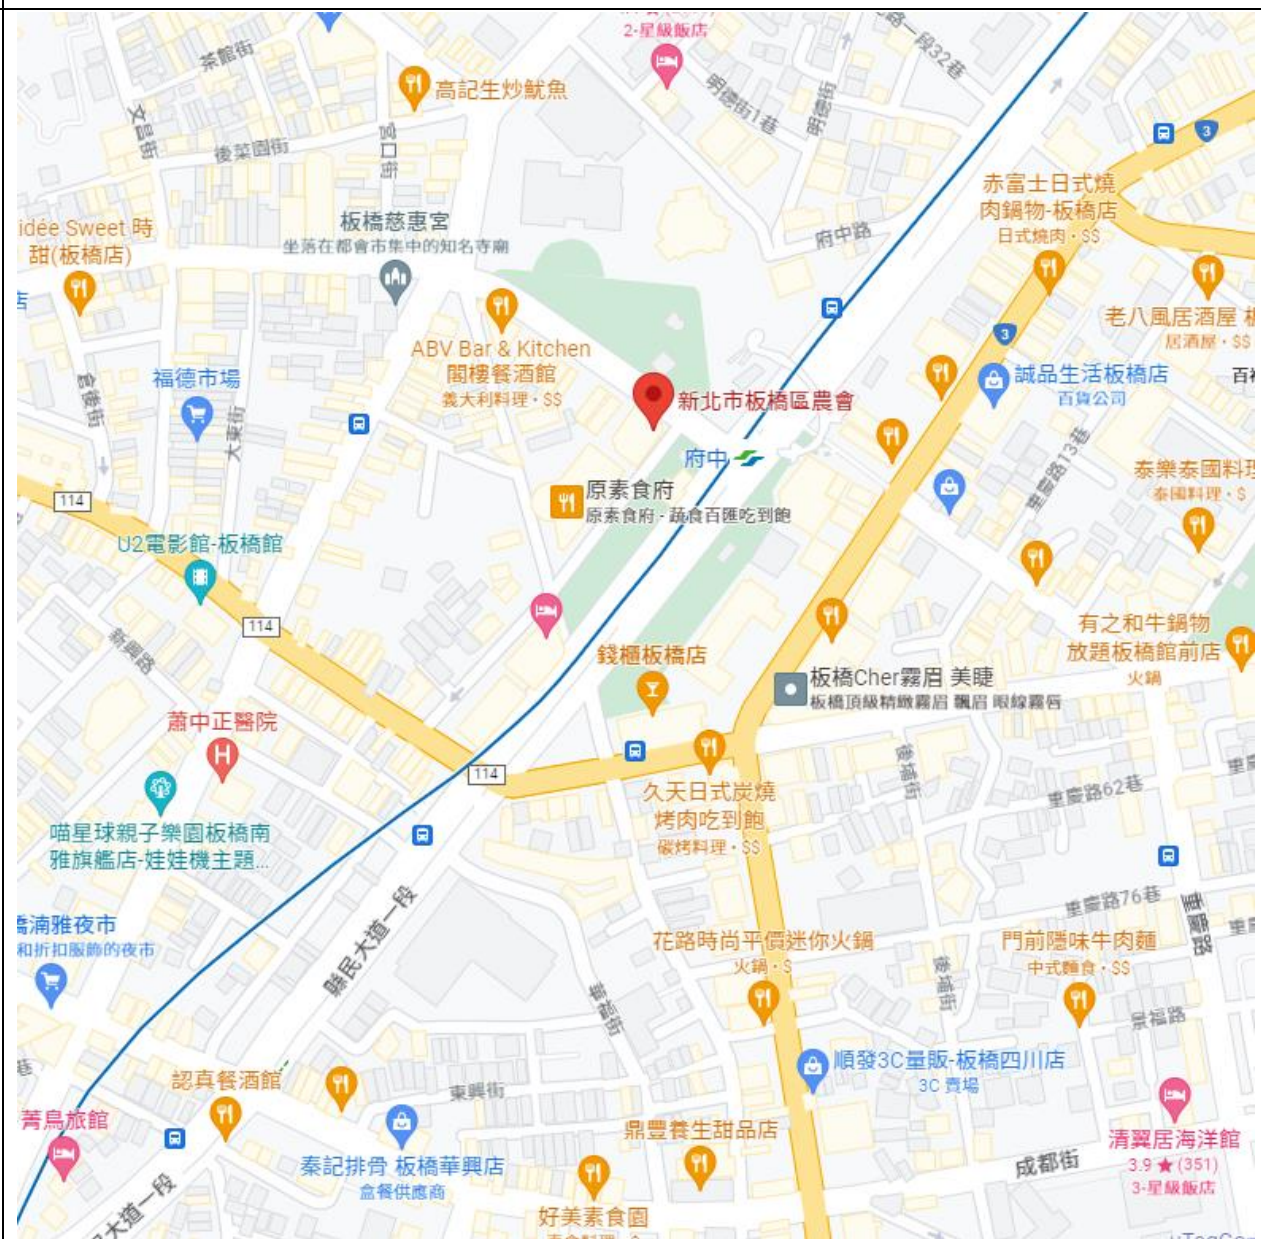 2-星級飯店
茶館街
高記生炒魷魚
文昌街
後菜園街
宮口街
明德街1巷
明德街
路一段32巷
3
赤富士日式燒
肉鍋物-板橋店
日式燒肉・$$
idée Sweet 時
甜(板橋店)
板橋慈惠宮
坐落在都會市集中的知名寺廟
府中路
老八風居酒屋 板
居酒屋・$$
3
ABV Bar & Kitchen
閣樓餐酒館
義大利料理・$$
福德市場
倉後街
大東街
新北市板橋區農會
誠品生活板橋店
百貨公司
府中
重慶路13巷
泰樂泰國料理
泰國料理・$
原素食府
原素食府 - 蔬食百匯吃到飽
114
U2電影館-板橋館
114
新興路
有之和牛鍋物
放題板橋館前店
火鍋
錢櫃板橋店
板橋Cher霧眉 美睫
板橋頂級精緻霧眉 飄眉 眼線霧唇
蕭中正醫院
114
後埔街
重慶路62巷
久天日式炭燒
烤肉吃到飽
碳烤料理・$$
喵星球親子樂園板橋南
雅旗艦店-娃娃機主題...
縣民大道一段
重慶路76巷
重慶路
橋湳雅夜市
和折扣服飾的夜市
花路時尚平價迷你火鍋
火鍋・$
門前隱味牛肉麵
中式麵食・$$
後埔街
順發3C量販-板橋四川店
3C 賣場
認真餐酒館
東興街
菁鳥旅館
秦記排骨 板橋華興店
盒餐供應商
鼎豐養生甜品店
好美素食園
成都街
清翼居海洋館
3.9 ★ (351)
3-星級飯店
大道一段